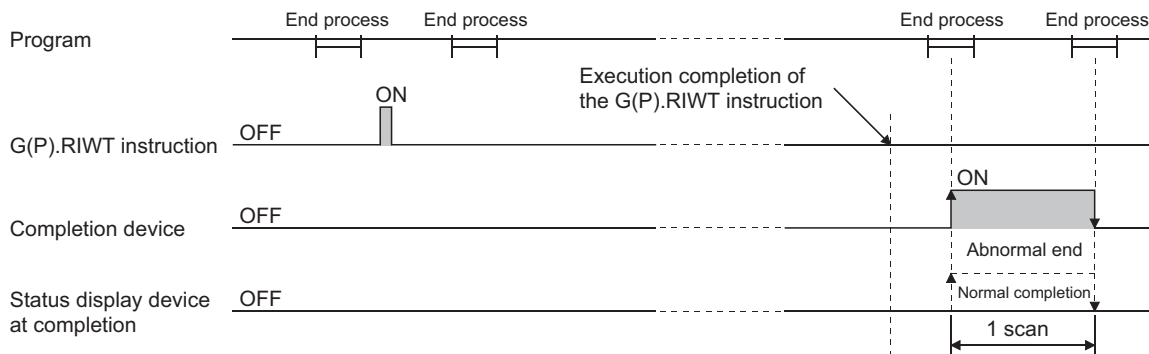 End process
End process
End process
End process
Program
Execution completion of
the G(P).RIWT instruction
ON
G(P).RIWT instruction
OFF
ON
Completion device
OFF
Abnormal end
Status display device
at completion
OFF
Normal completion
1 scan